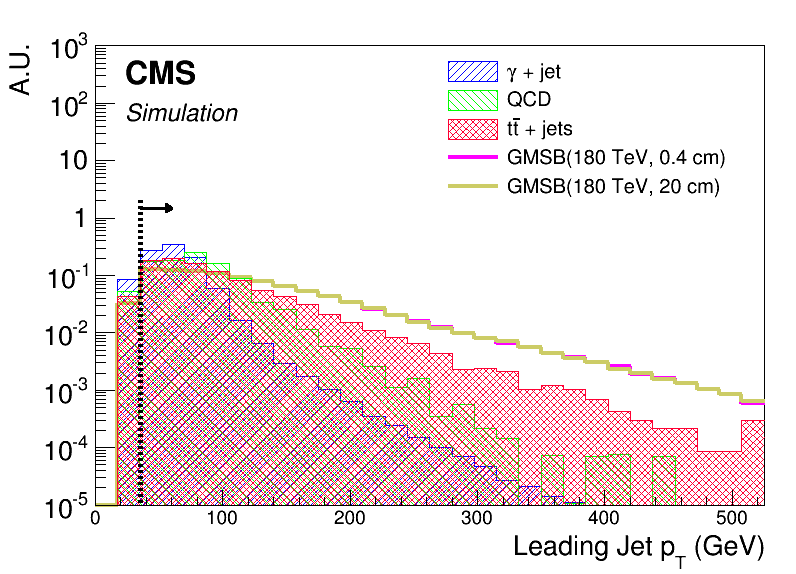 A.U.
CMS
Simulation
γ + jet
QCD
tt̄ + jets
GMSB(180 TeV, 0.4 cm)
GMSB(180 TeV, 20 cm)
10³
10²
10
1
10⁻¹
10⁻²
10⁻³
10⁻⁴
10⁻⁵
0 100 200 300 400 500
Leading Jet p_T (GeV)